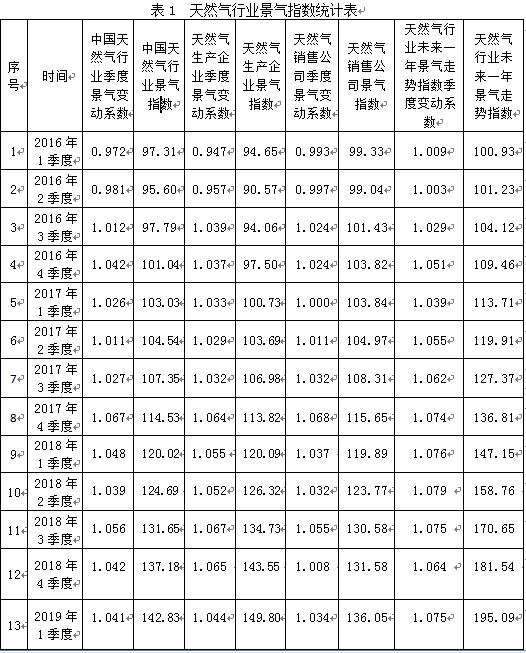 表 1 天然气行业景气指数统计表
序号 时间 中国天然气行业季度景气变动系数 中国天然气行业景气指数 天然气生产企业季度景气变动系数 天然气生产企业景气指数 天然气销售公司季度景气变动系数 天然气销售公司景气指数 天然气行业未来一年景气走势指数季度变动系数 天然气行业未来一年景气走势指数
1 2016 年 1 季度 0.972 97.31 0.947 94.65 0.993 99.33 1.009 100.93
2 2016 年 2 季度 0.981 95.60 0.957 90.57 0.997 99.04 1.003 101.23
3 2016 年 3 季度 1.012 97.79 1.039 94.06 1.024 101.43 1.029 104.12
4 2016 年 4 季度 1.042 101.04 1.037 97.50 1.024 103.82 1.051 109.46
5 2017 年 1 季度 1.026 103.03 1.033 100.73 1.000 103.84 1.039 113.71
6 2017 年 2 季度 1.011 104.54 1.029 103.69 1.011 104.97 1.055 119.91
7 2017 年 3 季度 1.027 107.35 1.032 106.98 1.032 108.31 1.062 127.37
8 2017 年 4 季度 1.067 114.53 1.064 113.82 1.068 115.65 1.074 136.81
9 2018 年 1 季度 1.048 120.02 1.055 120.09 1.037 119.89 1.076 147.15
10 2018 年 2 季度 1.039 124.69 1.052 126.32 1.032 123.77 1.079 158.76
11 2018 年 3 季度 1.056 131.65 1.067 134.73 1.055 130.58 1.075 170.65
12 2018 年 4 季度 1.042 137.18 1.065 143.55 1.008 131.58 1.064 181.54
13 2019 年 1 季度 1.041 142.83 1.044 149.80 1.034 136.05 1.075 195.09